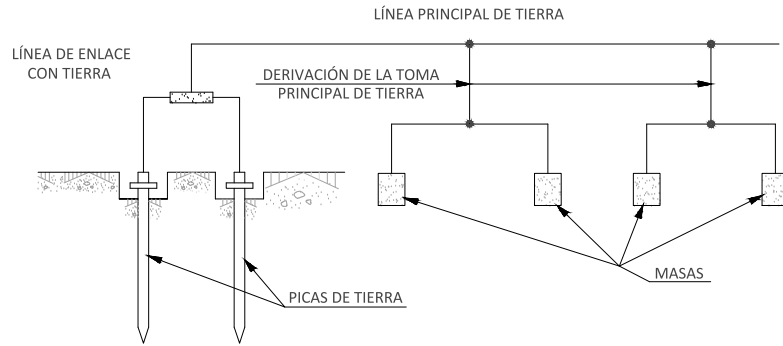 LÍNEA PRINCIPAL DE TIERRA
LÍNEA DE ENLACE
CON TIERRA
DERIVACIÓN DE LA TOMA
PRINCIPAL DE TIERRA
MASAS
PICAS DE TIERRA